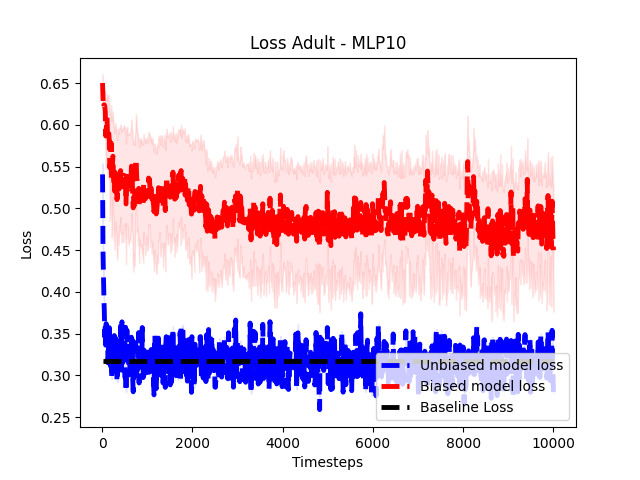 Loss Adult - MLP10
Loss
0.65
0.60
0.55
0.50
0.45
0.40
0.35
0.30
0.25
Unbiased model loss
Biased model loss
Baseline Loss
0 2000 4000 6000 8000 10000
Timesteps